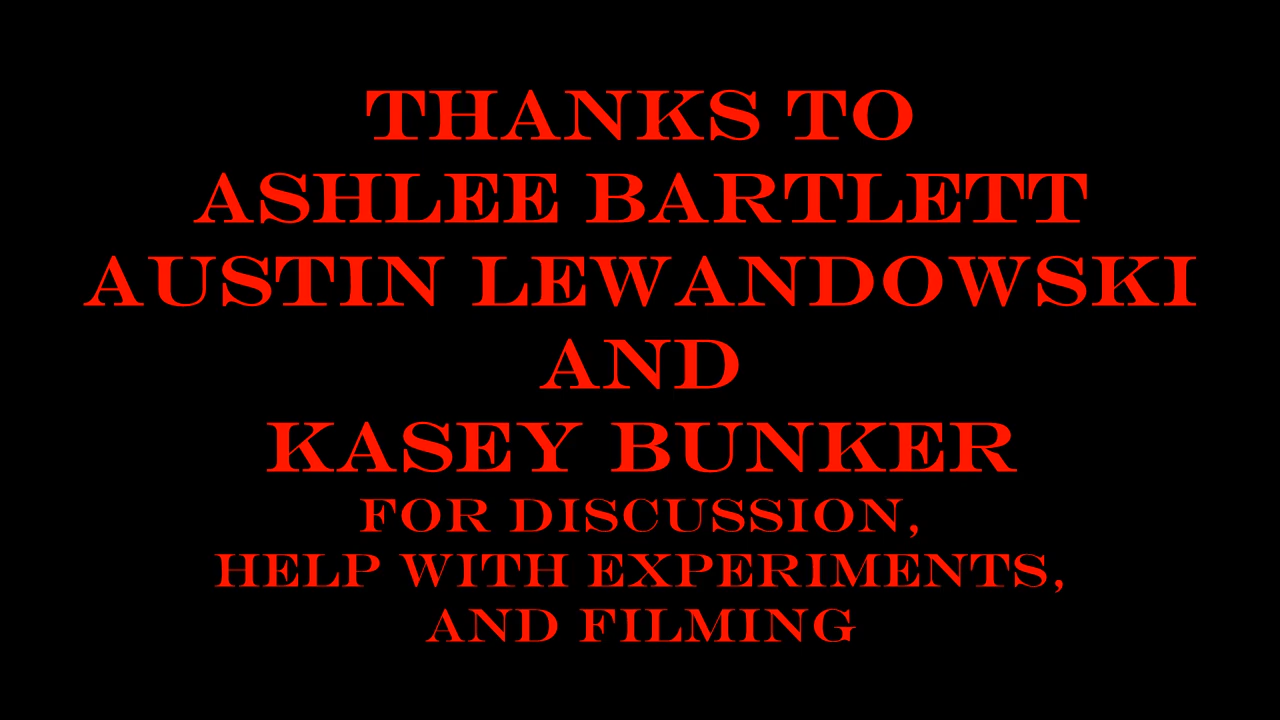 THANKS TO
ASHLEE BARTLETT
AUSTIN LEWANDOWSKI
AND
KASEY BUNKER
FOR DISCUSSION,
HELP WITH EXPERIMENTS,
AND FILMING